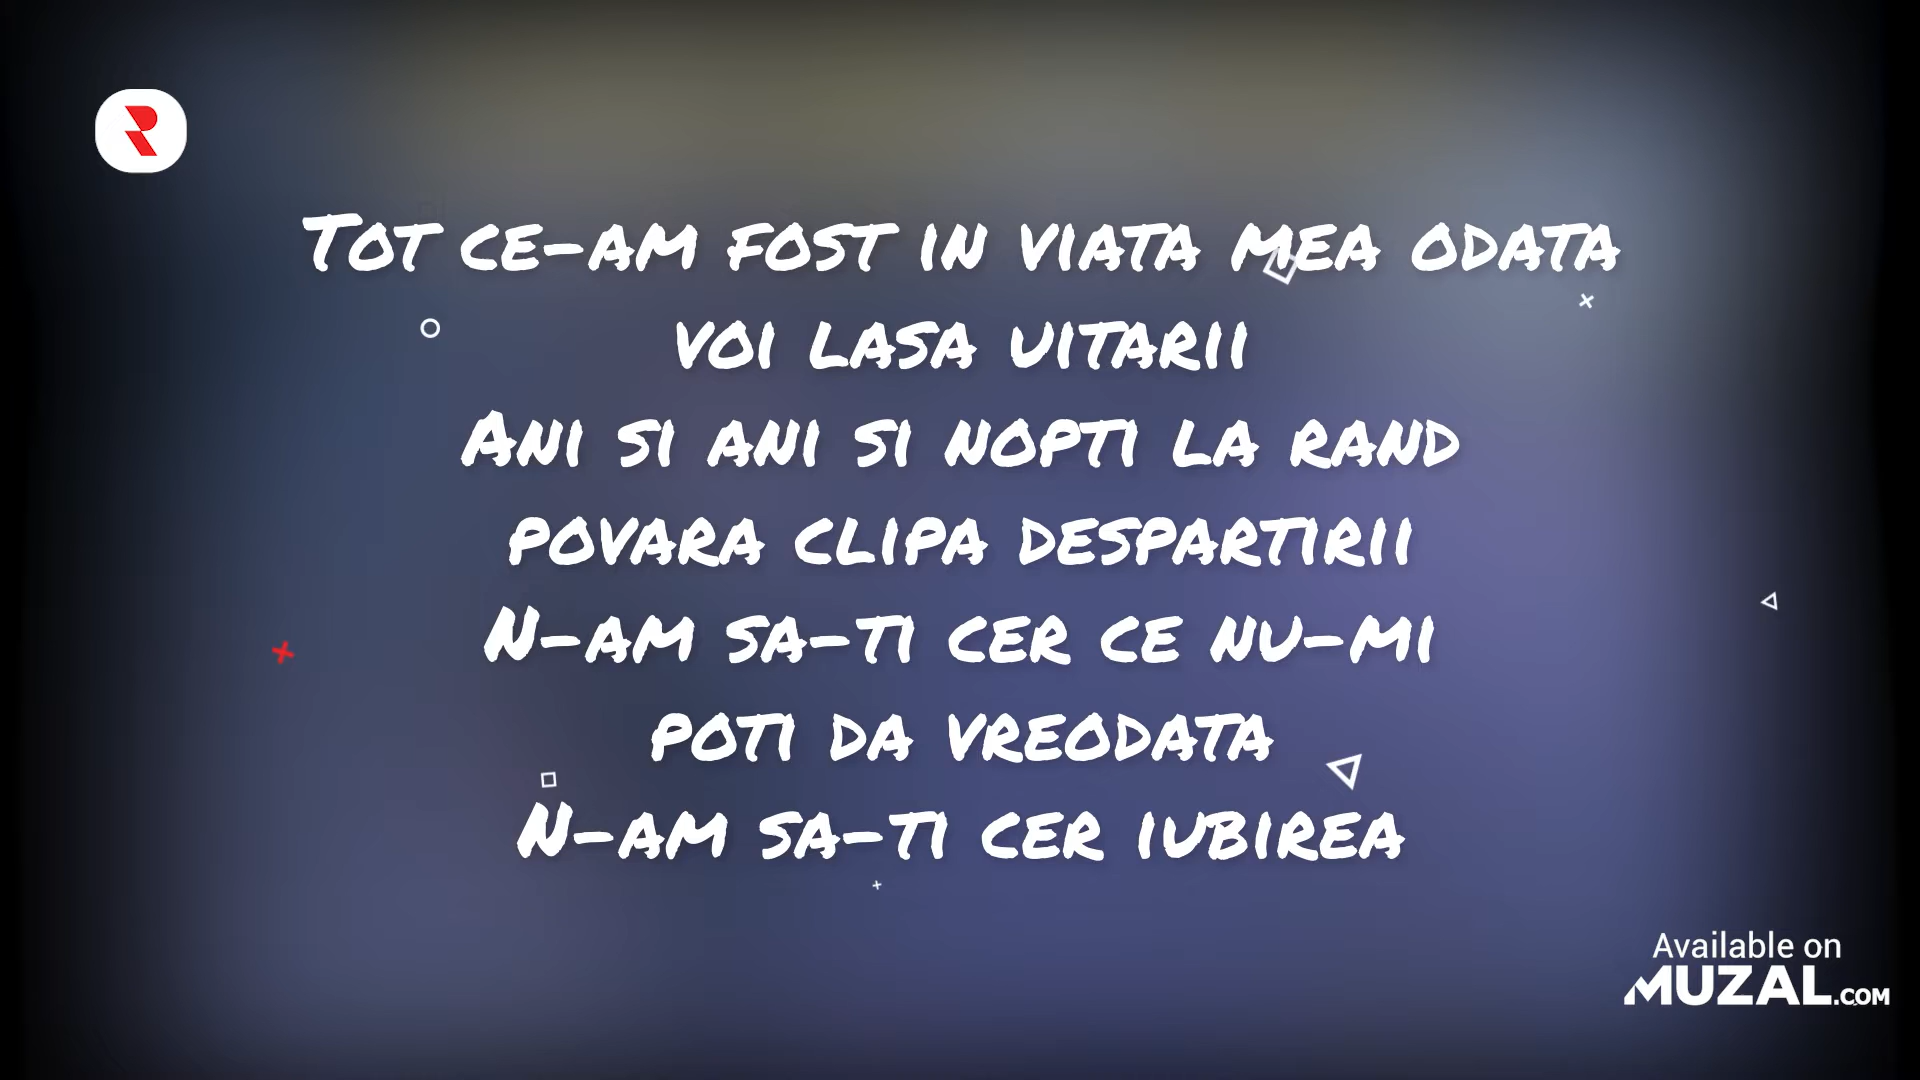 Tot ce-am fost in viata mea odata
voi lasa uitarii
Ani si ani si nopti la rand
povara clipa despartirii
N-am sa-ti cer ce nu-mi
poti da vreodata
N-am sa-ti cer iubirea
Available on
MUZAL.COM